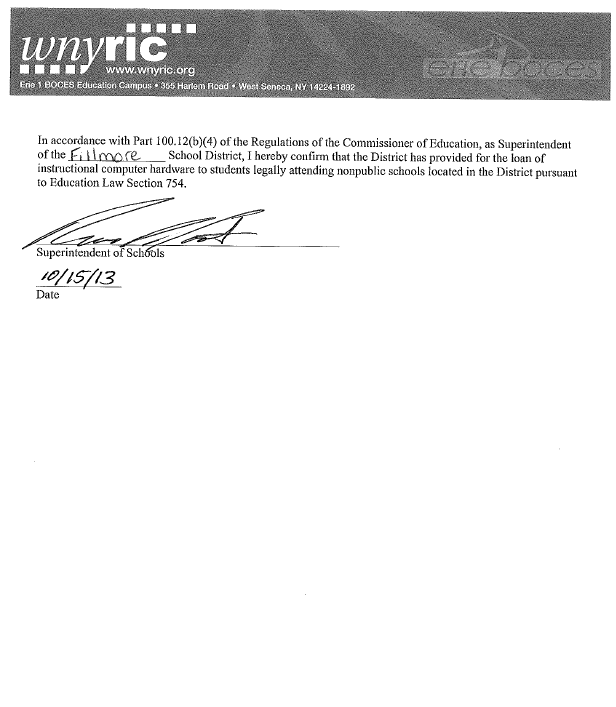 wnyric
www.wnyric.org
erie 1 boces
Erie 1 BOCES Education Campus • 355 Harlem Road • West Seneca, NY 14224-1892
In accordance with Part 100.12(b)(4) of the Regulations of the Commissioner of Education, as Superintendent
of the Fillmore School District, I hereby confirm that the District has provided for the loan of
instructional computer hardware to students legally attending nonpublic schools located in the District pursuant
to Education Law Section 754.
Superintendent of Schools
10/15/13
Date